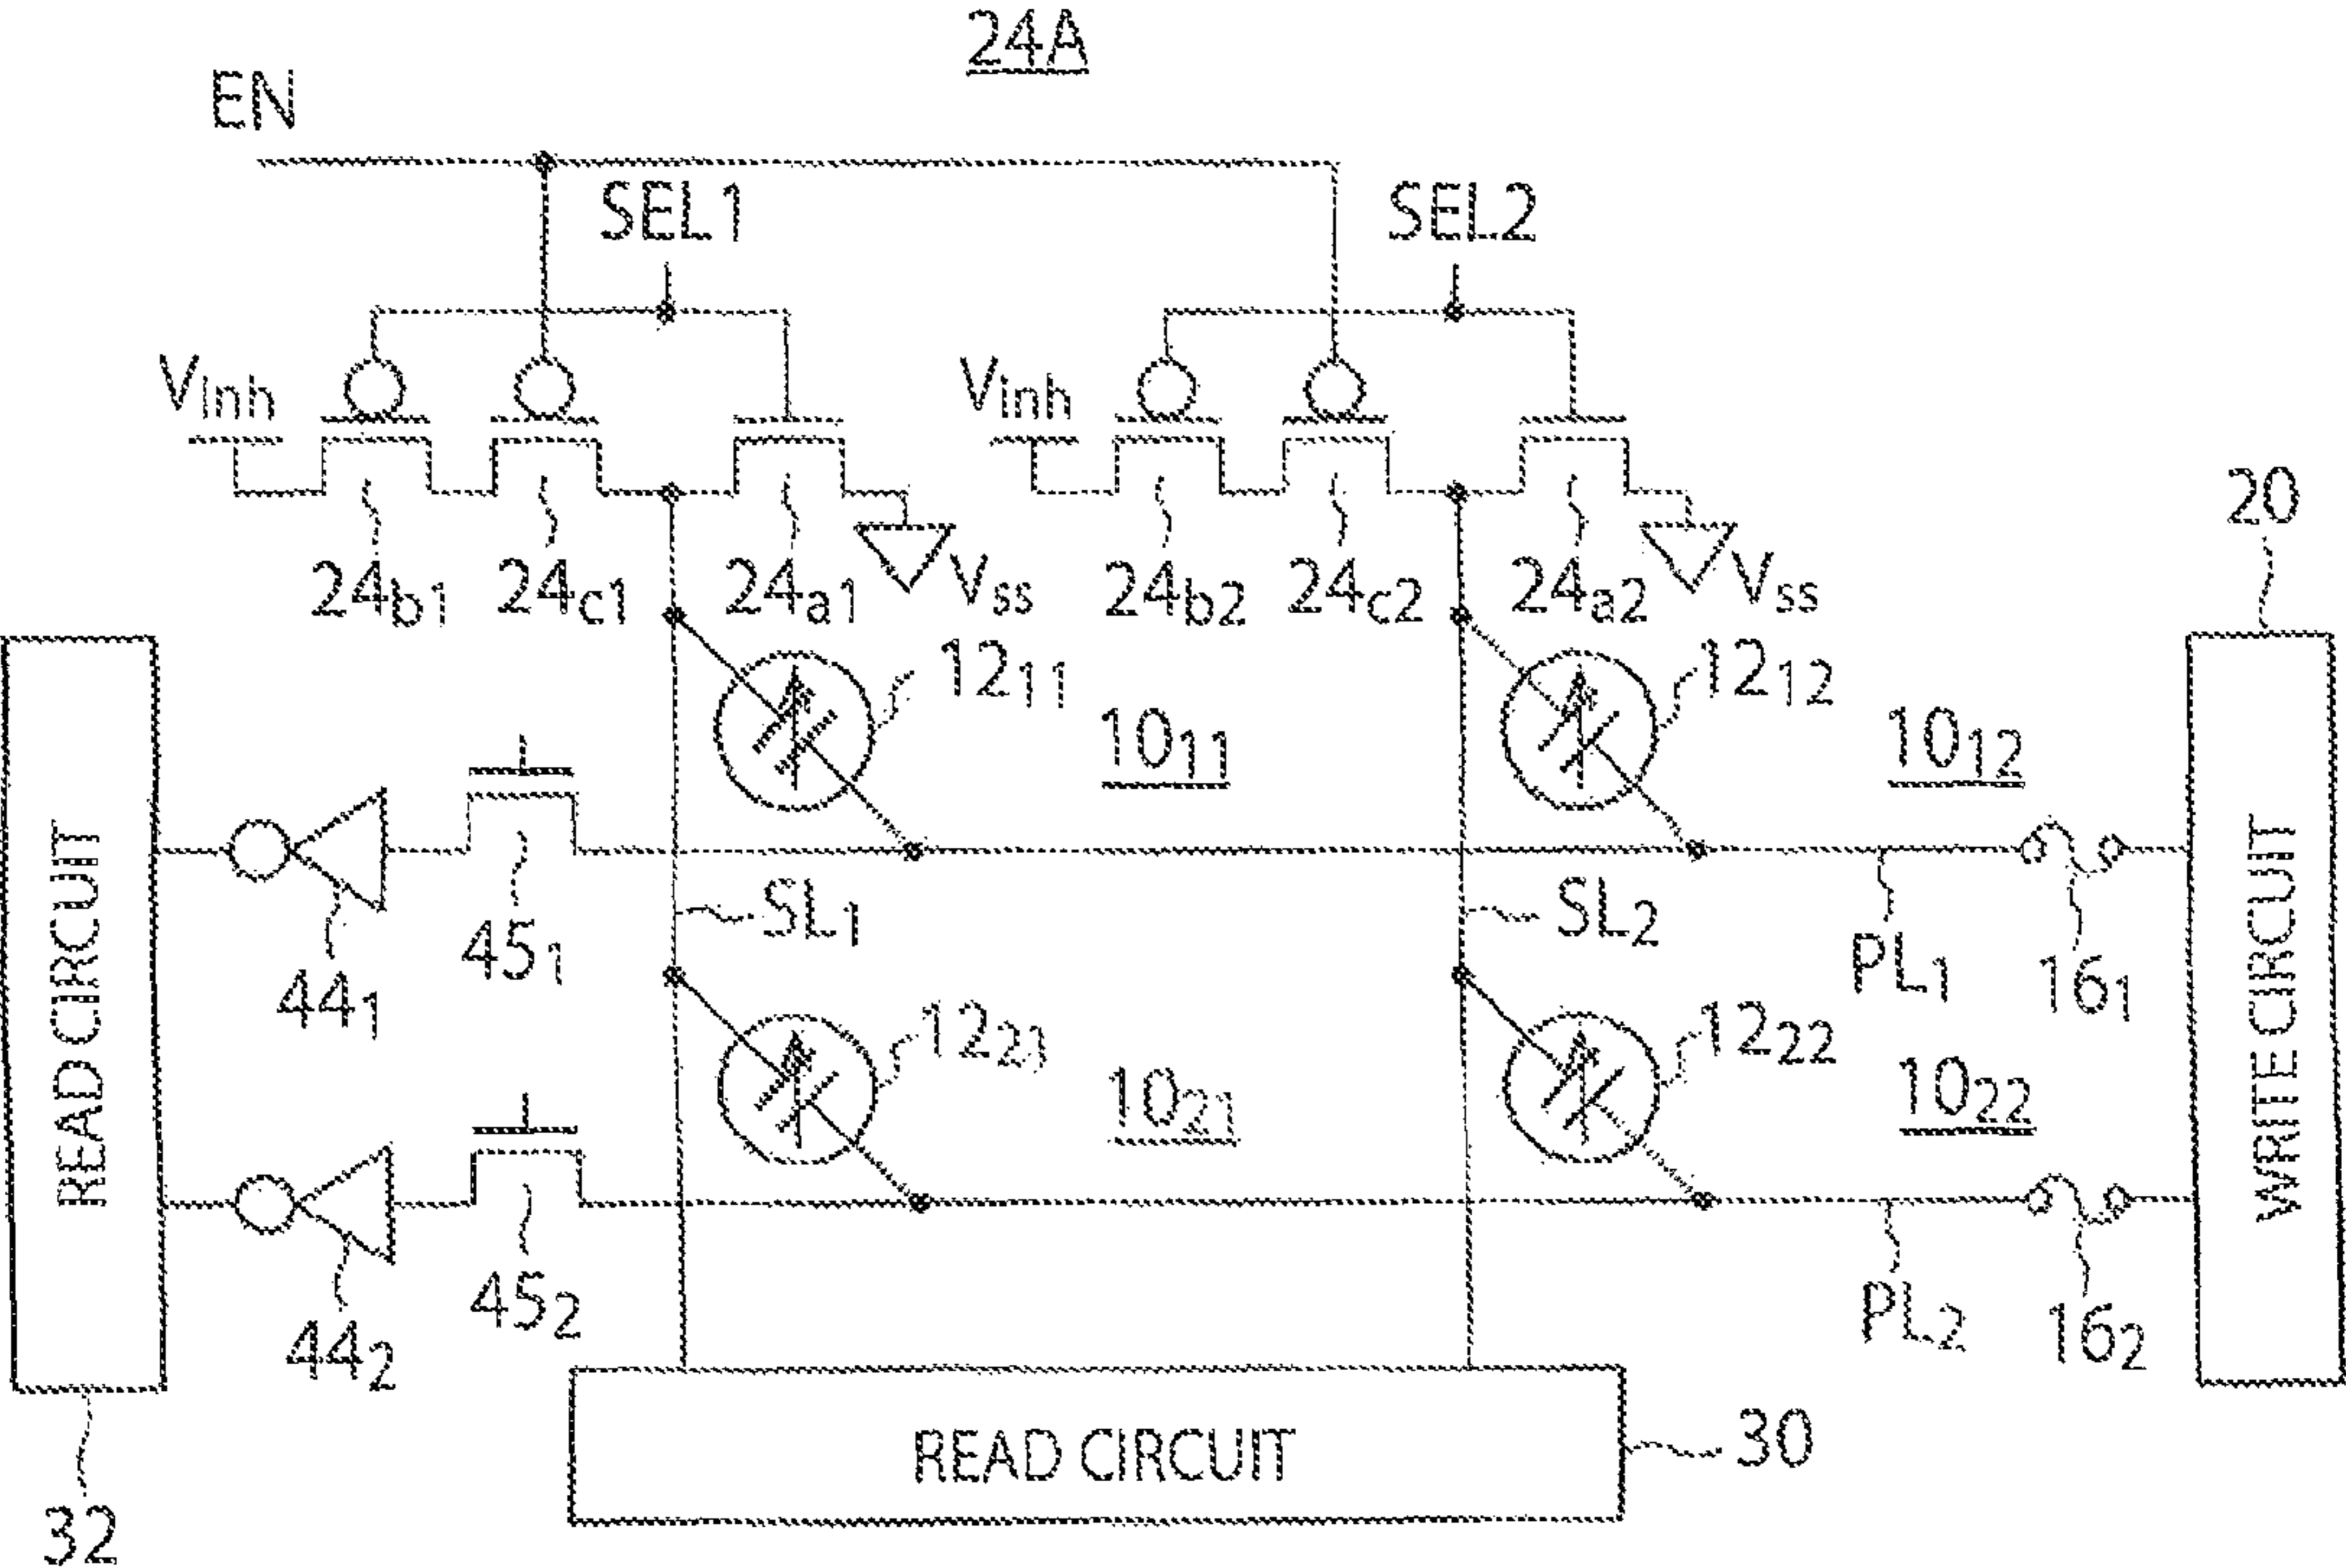 24A
EN
SEL1 SEL2
Vinh Vinh
24b1 24c1 24a1 Vss 24b2 24c2 24a2 Vss 20
1211 1011 1212 1012
READ CIRCUIT
WRITE CIRCUIT
441 451 SL1 SL2 PL1 161
1221 1021 1222 1022
442 452 PL2 162
READ CIRCUIT 30
32